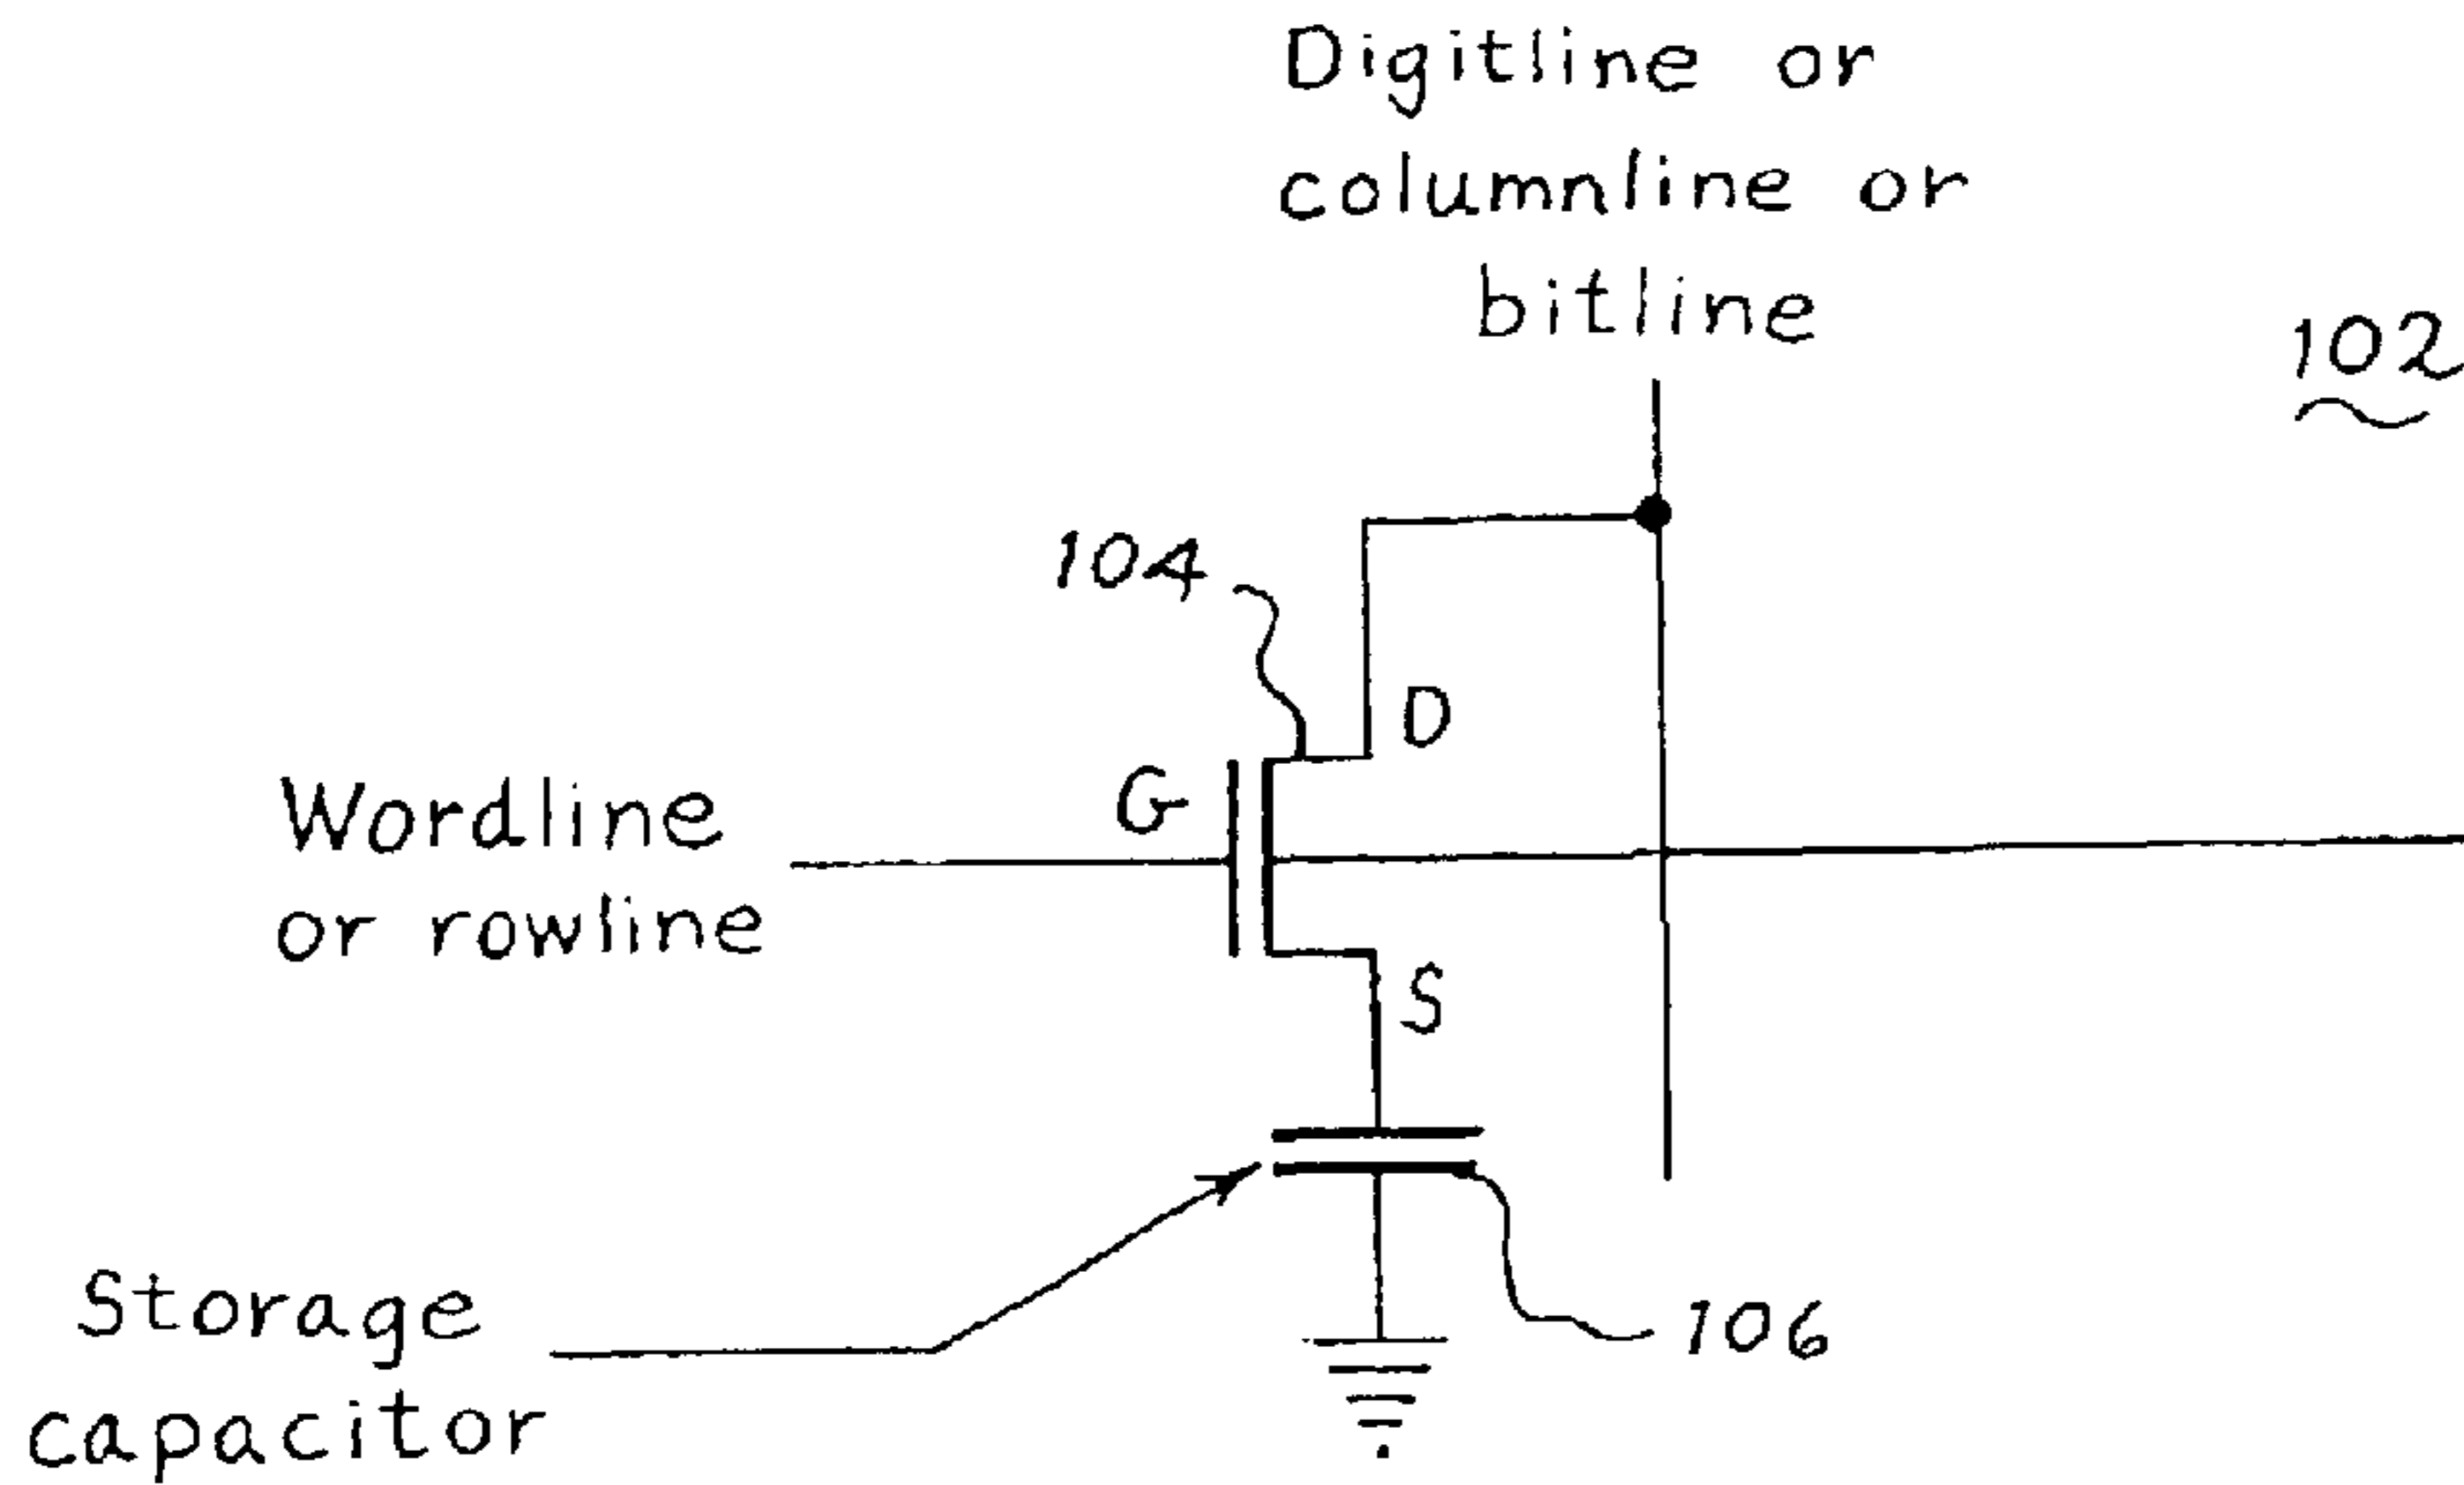 Digitline or
columnline or
bitline
102
104
D
G
Wordline
or rowline
S
Storage
capacitor
106